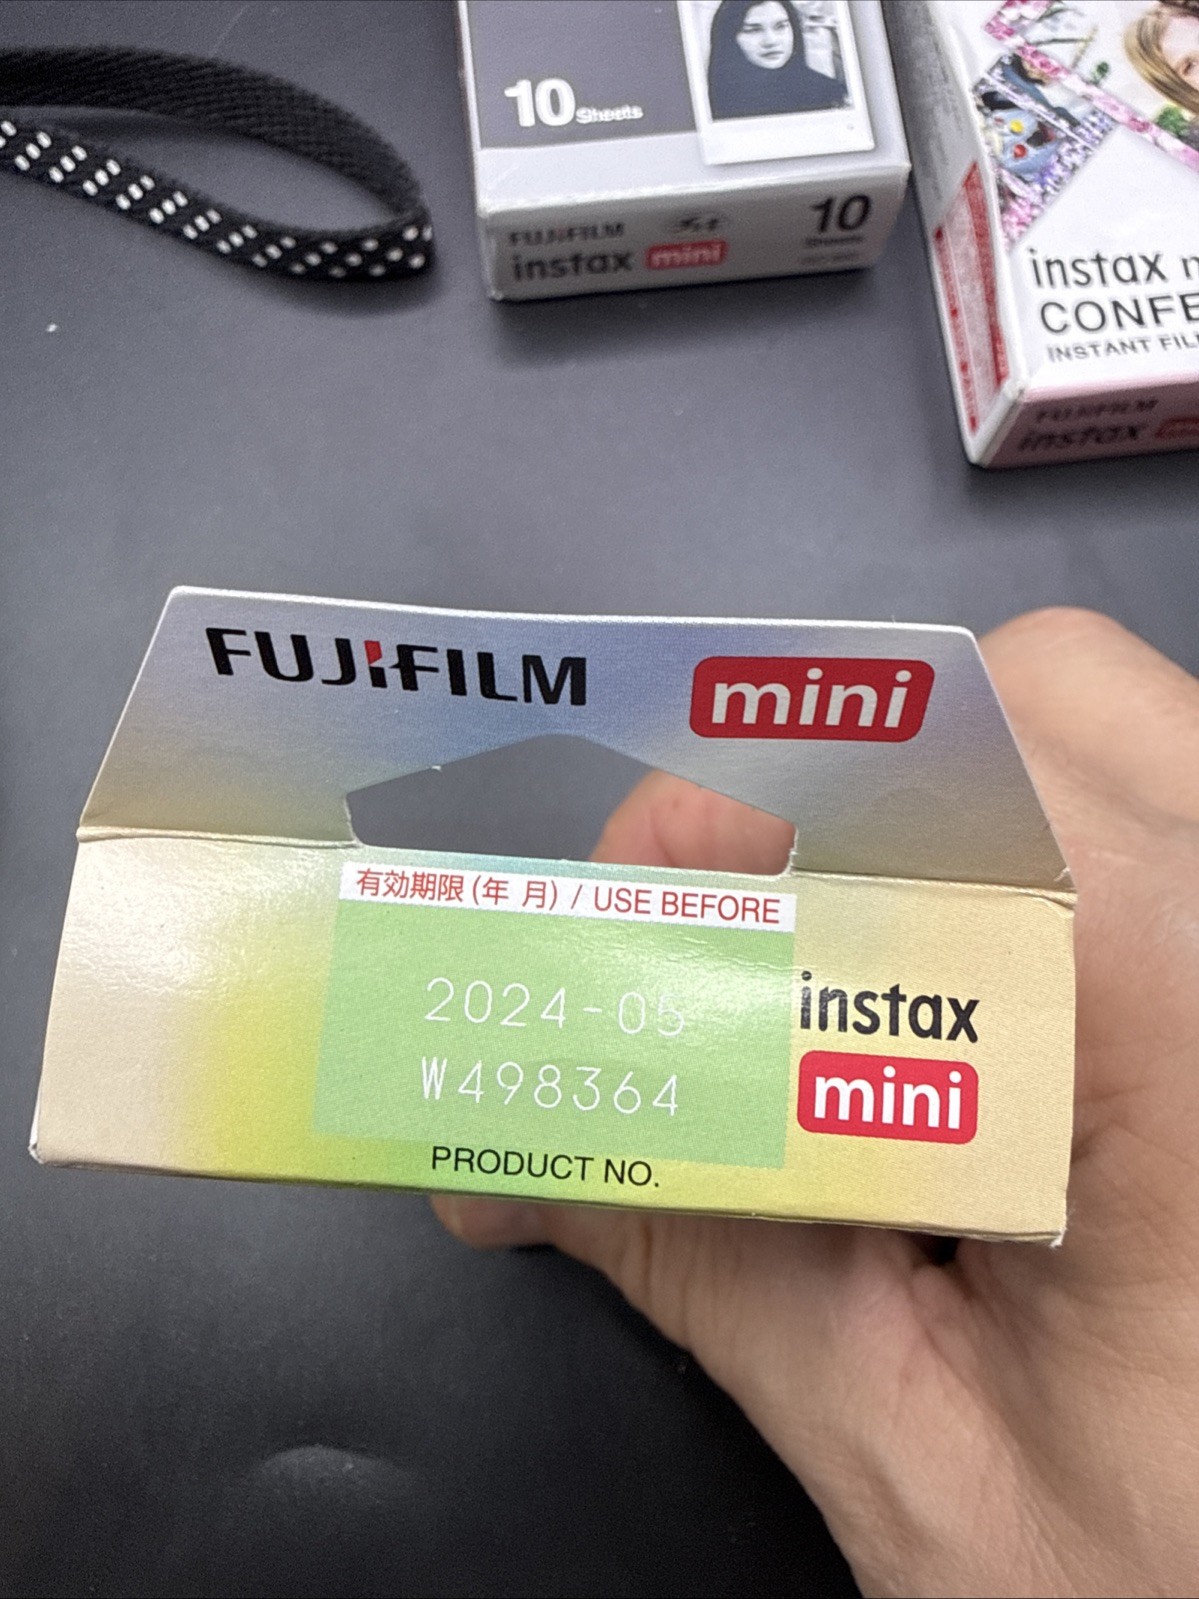 10 Sheets
FUJIFILM
instax mini
10
Sheets
instax
CONFE
INSTANT FIL
FUJIFILM
instax
FUJIFILM
mini
有効期限(年 月) / USE BEFORE
2024-05
W498364
instax
mini
PRODUCT NO.